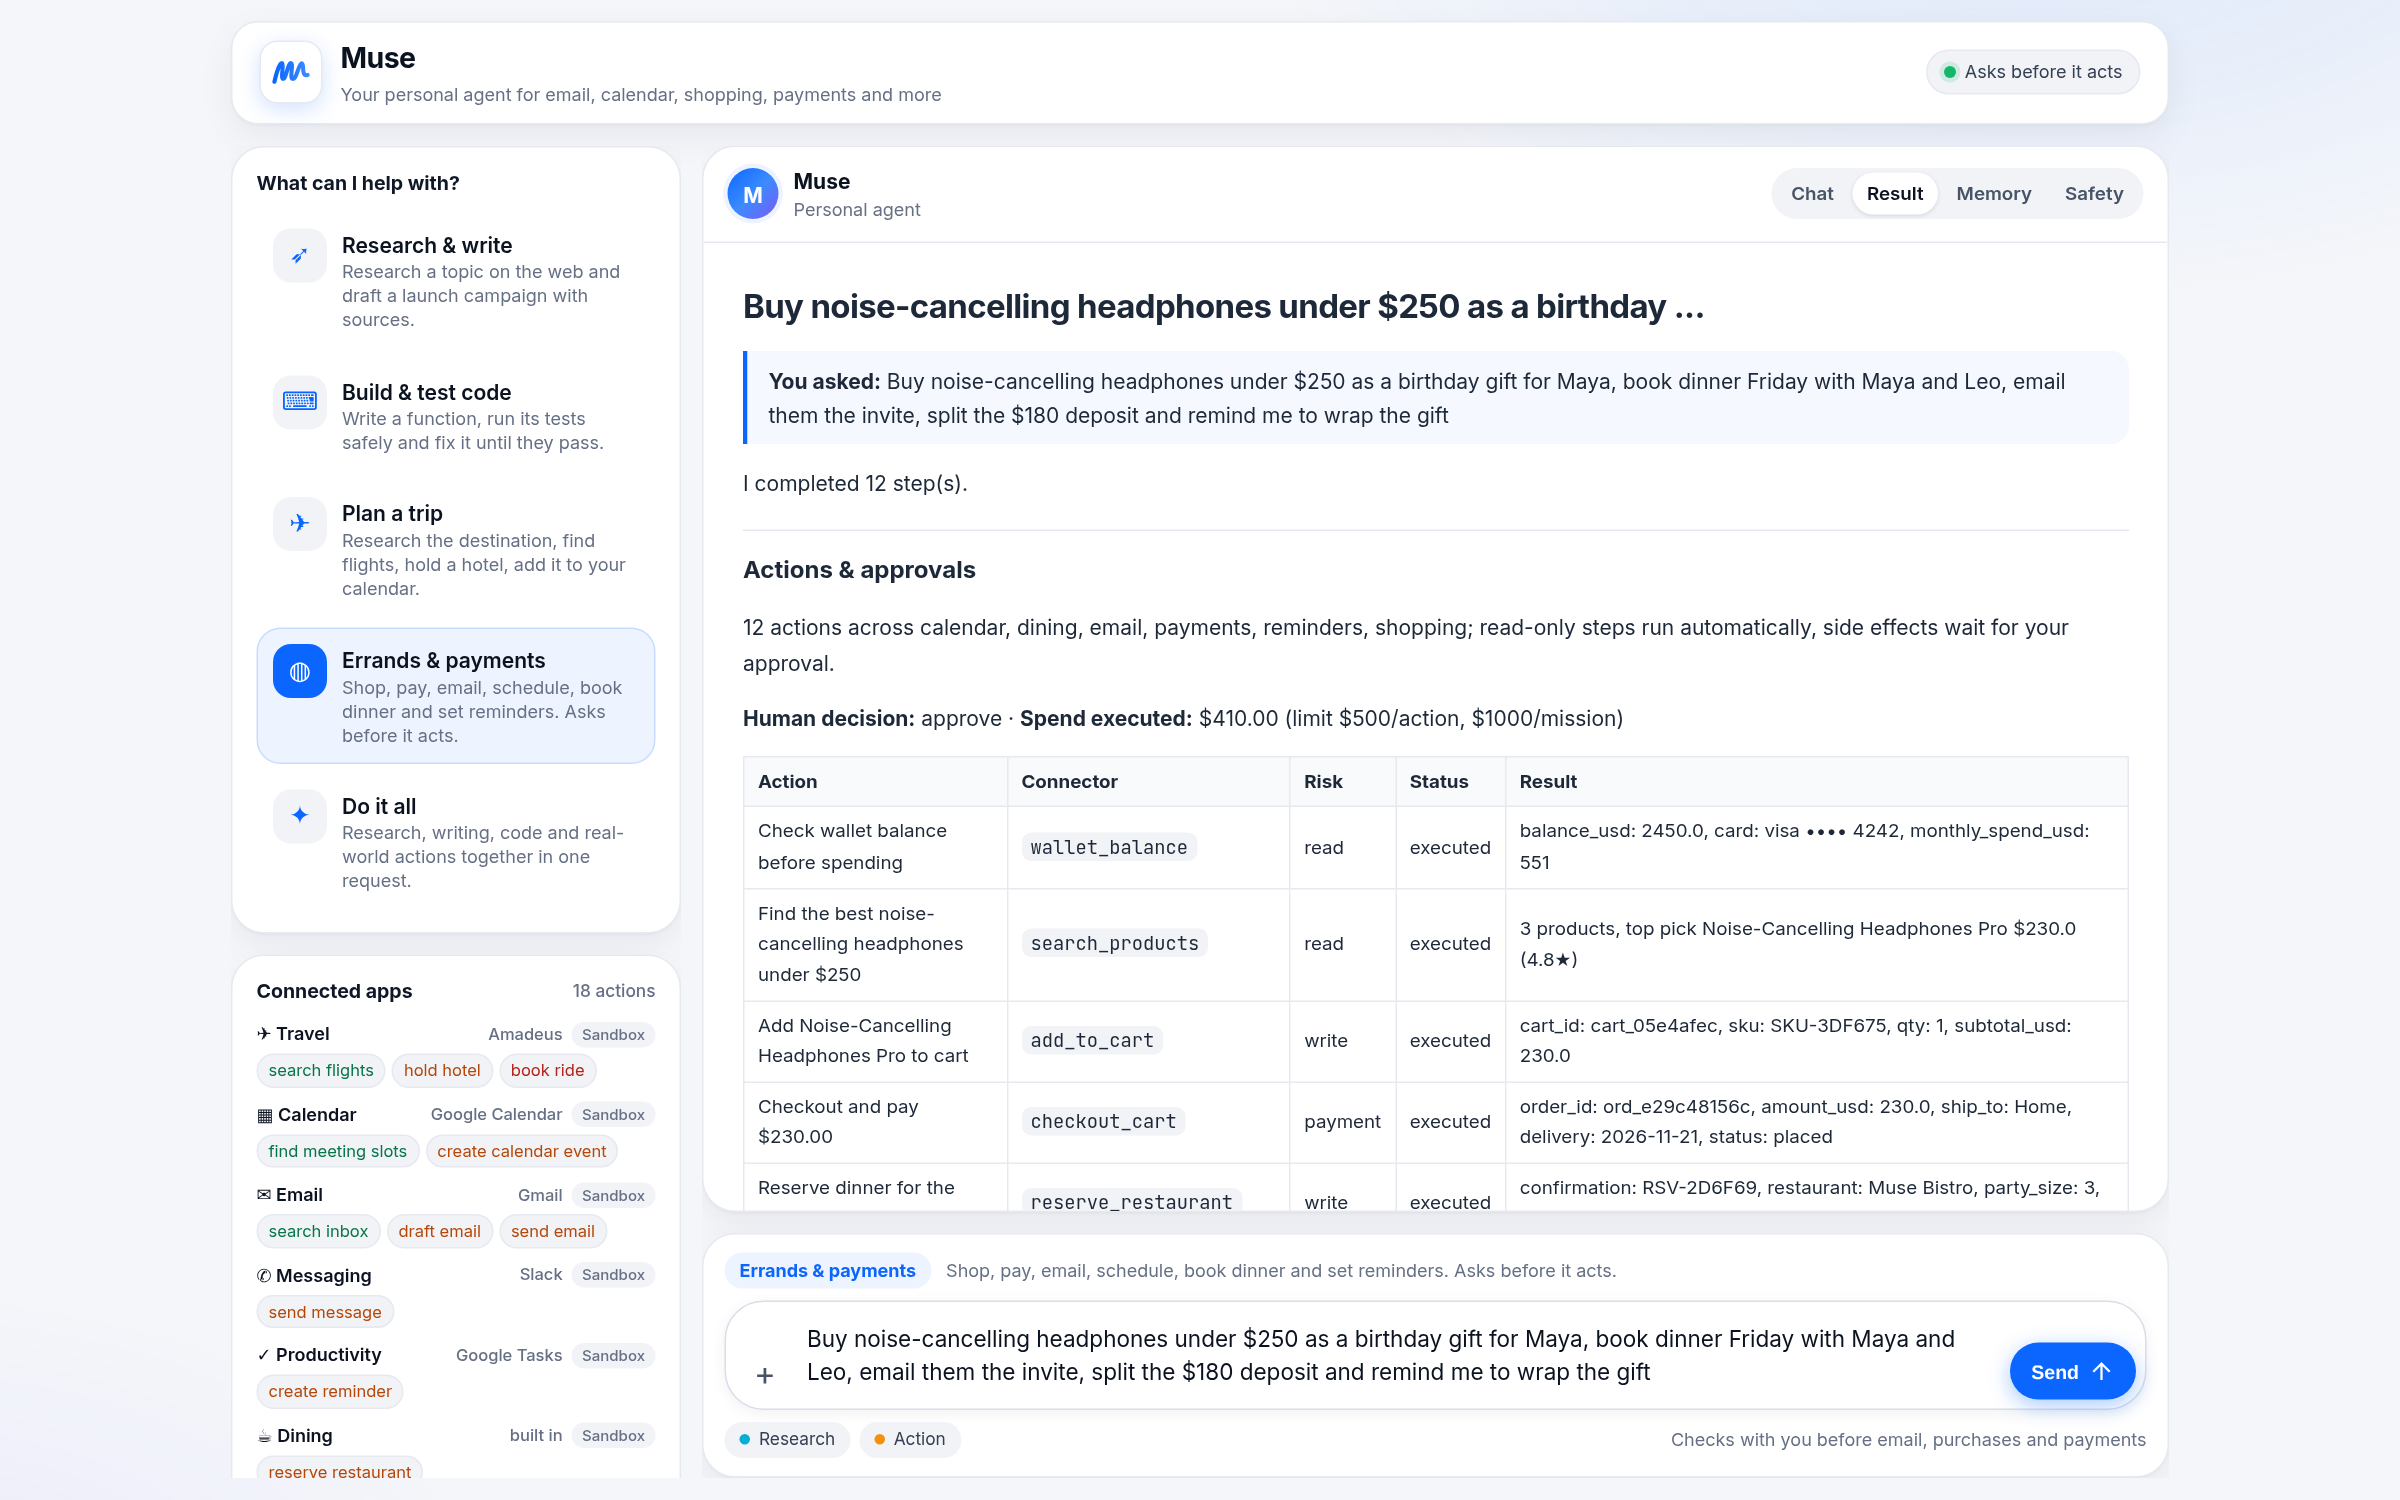 Muse
Your personal agent for email, calendar, shopping, payments and more
Asks before it acts
What can I help with?
Research & write
Research a topic on the web and
draft a launch campaign with
sources.
Build & test code
Write a function, run its tests
safely and fix it until they pass.
Plan a trip
Research the destination, find
flights, hold a hotel, add it to your
calendar.
Errands & payments
Shop, pay, email, schedule, book
dinner and set reminders. Asks
before it acts.
Do it all
Research, writing, code and real-
world actions together in one
request.
Connected apps 18 actions
Travel Amadeus Sandbox
search flights hold hotel book ride
Calendar Google Calendar Sandbox
find meeting slots create calendar event
Email Gmail Sandbox
search inbox draft email send email
Messaging Slack Sandbox
send message
Productivity Google Tasks Sandbox
create reminder
Dining built in Sandbox
reserve restaurant
M
Muse
Personal agent
Chat Result Memory Safety
Buy noise-cancelling headphones under $250 as a birthday ...
You asked: Buy noise-cancelling headphones under $250 as a birthday gift for Maya, book dinner Friday with Maya and Leo, email
them the invite, split the $180 deposit and remind me to wrap the gift
I completed 12 step(s).
Actions & approvals
12 actions across calendar, dining, email, payments, reminders, shopping; read-only steps run automatically, side effects wait for your
approval.
Human decision: approve · Spend executed: $410.00 (limit $500/action, $1000/mission)
Action Connector Risk Status Result
Check wallet balance
before spending
wallet_balance read executed
balance_usd: 2450.0, card: visa •••• 4242, monthly_spend_usd:
551
Find the best noise-
cancelling headphones
under $250
search_products read executed
3 products, top pick Noise-Cancelling Headphones Pro $230.0
(4.8★)
Add Noise-Cancelling
Headphones Pro to cart
add_to_cart write executed
cart_id: cart_05e4afec, sku: SKU-3DF675, qty: 1, subtotal_usd:
230.0
Checkout and pay
$230.00
checkout_cart payment executed
order_id: ord_e29c48156c, amount_usd: 230.0, ship_to: Home,
delivery: 2026-11-21, status: placed
Reserve dinner for the
reserve_restaurant write executed
confirmation: RSV-2D6F69, restaurant: Muse Bistro, party_size: 3,
Errands & payments Shop, pay, email, schedule, book dinner and set reminders. Asks before it acts.
Buy noise-cancelling headphones under $250 as a birthday gift for Maya, book dinner Friday with Maya and
Leo, email them the invite, split the $180 deposit and remind me to wrap the gift
+ Send ↑
Research Action
Checks with you before email, purchases and payments